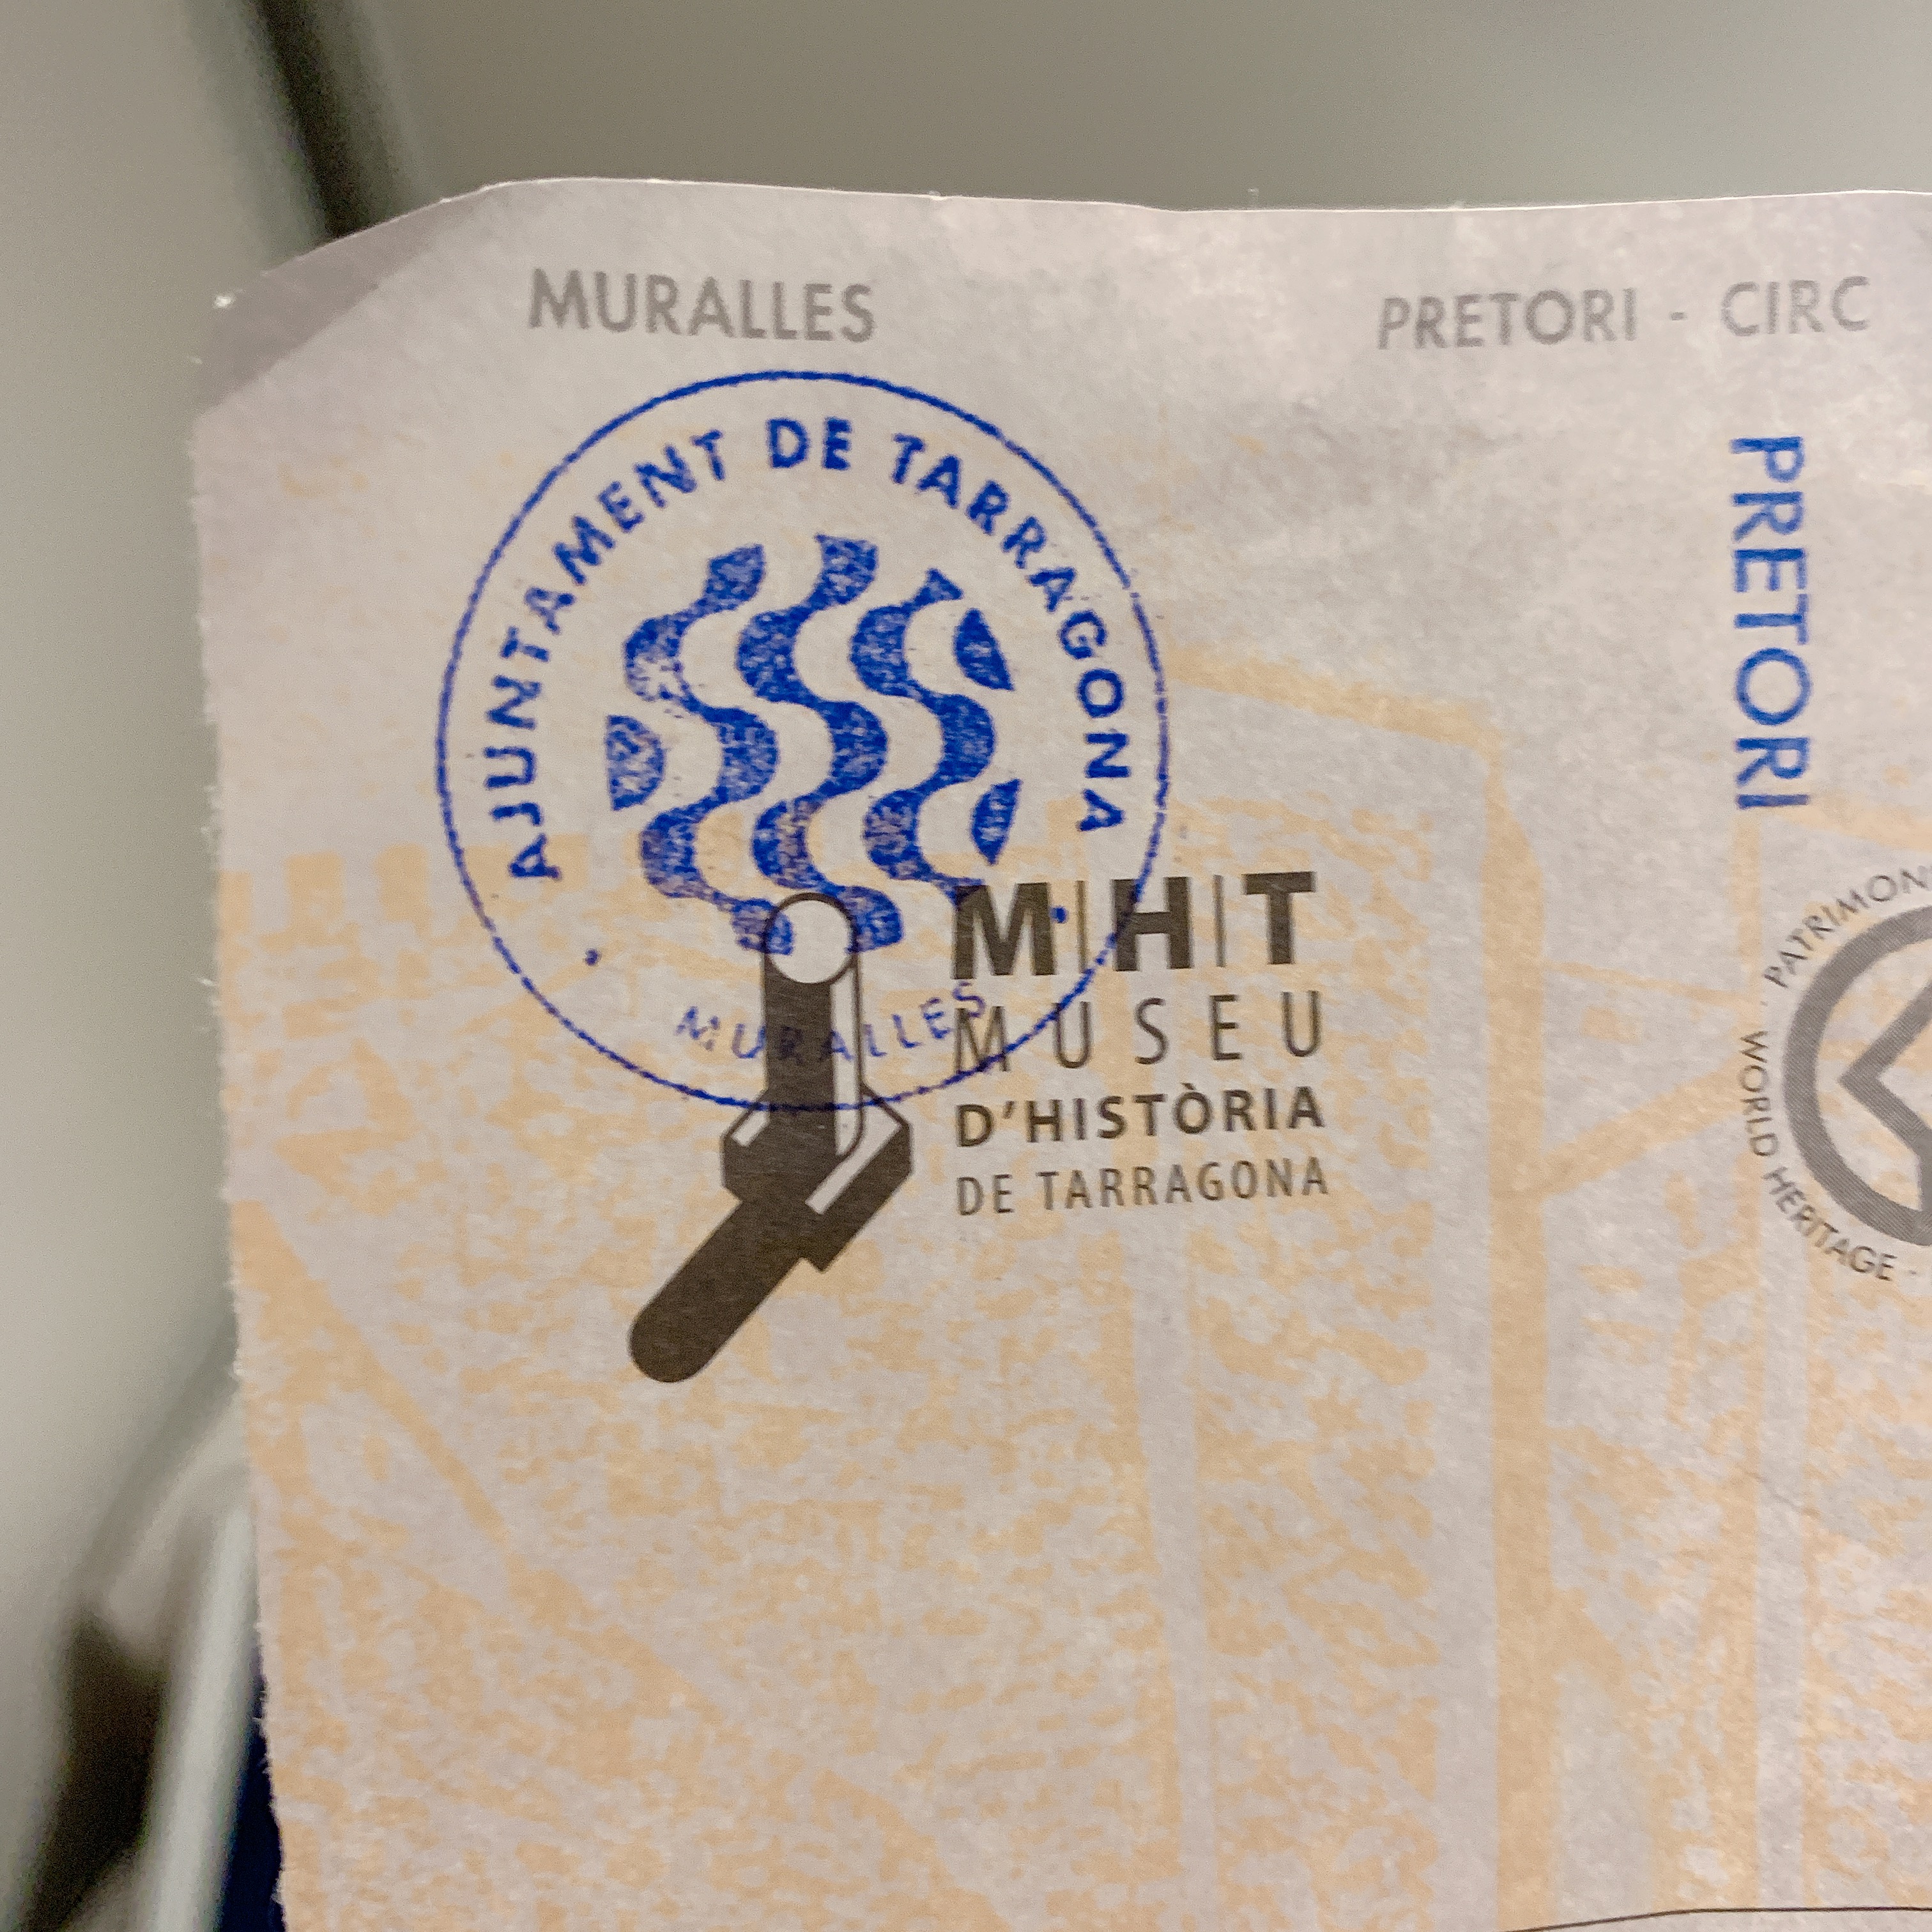 MURALLES
PRETORI - CIRC
AJUNTAMENT DE TARRAGONA
MURALLES
PRETORI
M|H|T
MUSEU
D'HISTÒRIA
DE TARRAGONA
WORLD HERITAGE ·